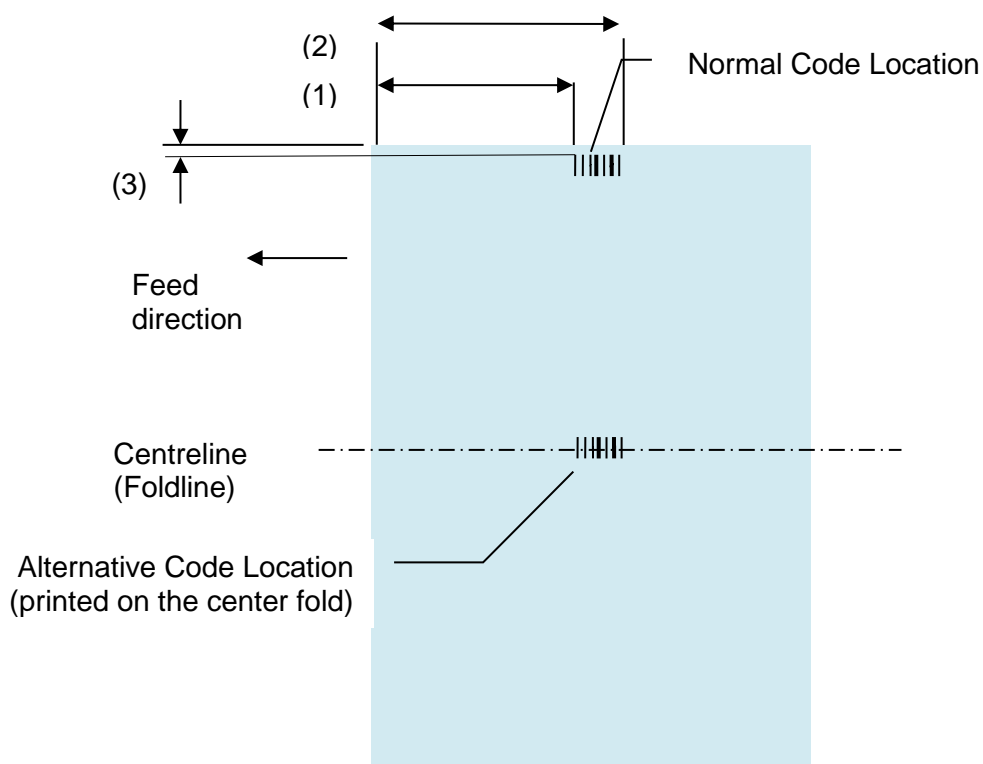 (2)
Normal Code Location
(1)
(3)
Feed
direction
Centreline
(Foldline)
Alternative Code Location
(printed on the center fold)